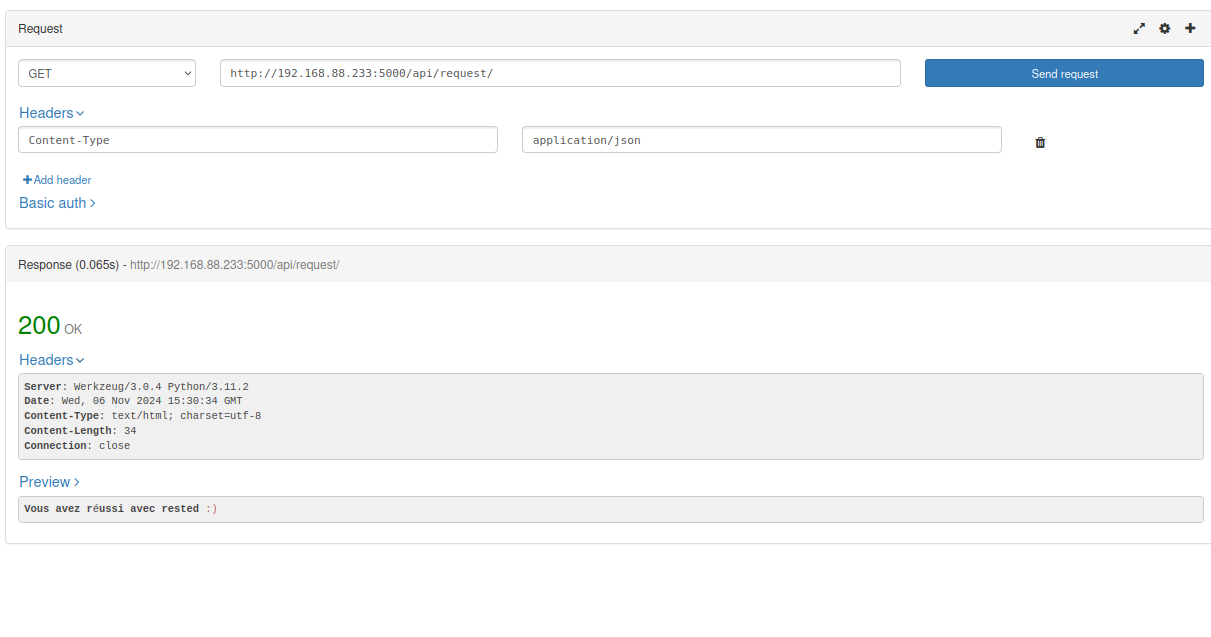 Request
GET
http://192.168.88.233:5000/api/request/
Send request
Headers
Content-Type
application/json
Add header
Basic auth
Response (0.065s) - http://192.168.88.233:5000/api/request/
200 OK
Headers
Server: Werkzeug/3.0.4 Python/3.11.2
Date: Wed, 06 Nov 2024 15:30:34 GMT
Content-Type: text/html; charset=utf-8
Content-Length: 34
Connection: close
Preview
Vous avez réussi avec rested :)